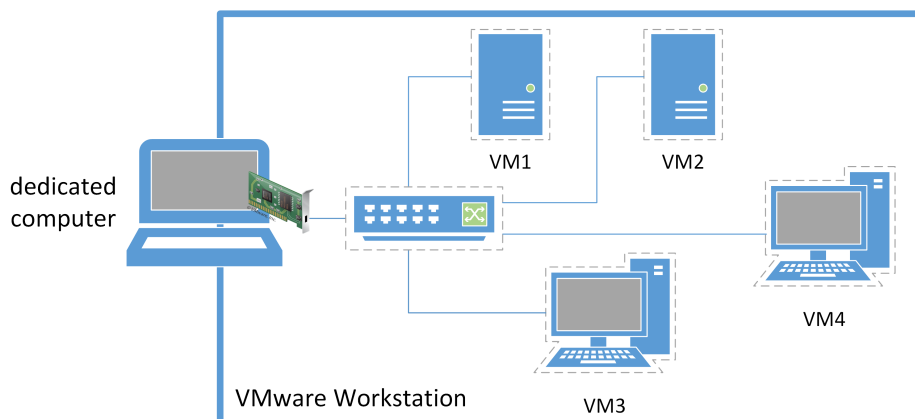 VM1
VM2
dedicated
computer
VM4
VMware Workstation
VM3